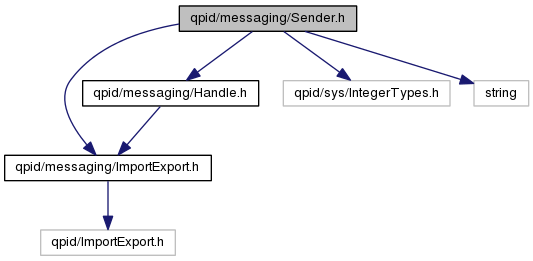 qpid/messaging/Sender.h
qpid/messaging/Handle.h
qpid/sys/IntegerTypes.h
string
qpid/messaging/ImportExport.h
qpid/ImportExport.h